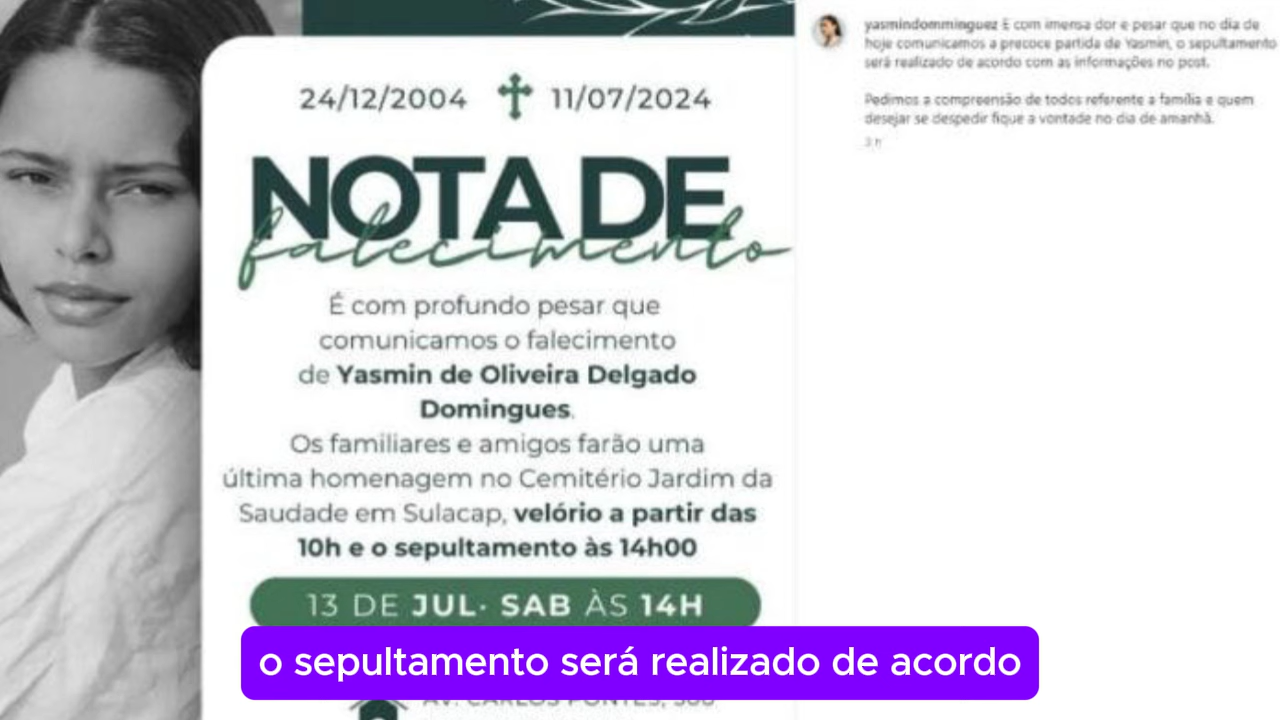 24/12/2004 11/07/2024
NOTA DE
falecimento
É com profundo pesar que
comunicamos o falecimento
de Yasmin de Oliveira Delgado
Domingues.
Os familiares e amigos farão uma
última homenagem no Cemitério Jardim da
Saudade em Sulacap, velório a partir das
10h e o sepultamento às 14h00
13 DE JUL· SAB ÀS 14H
yasmindomminguez É com imensa dor e pesar que no dia de
hoje comunicamos a precoce partida de Yasmin, o sepultamento
será realizado de acordo com as informações no post.
Pedimos a compreensão de todos referente a família e quem
desejar se despedir fique a vontade no dia de amanhã.
3 h
o sepultamento será realizado de acordo